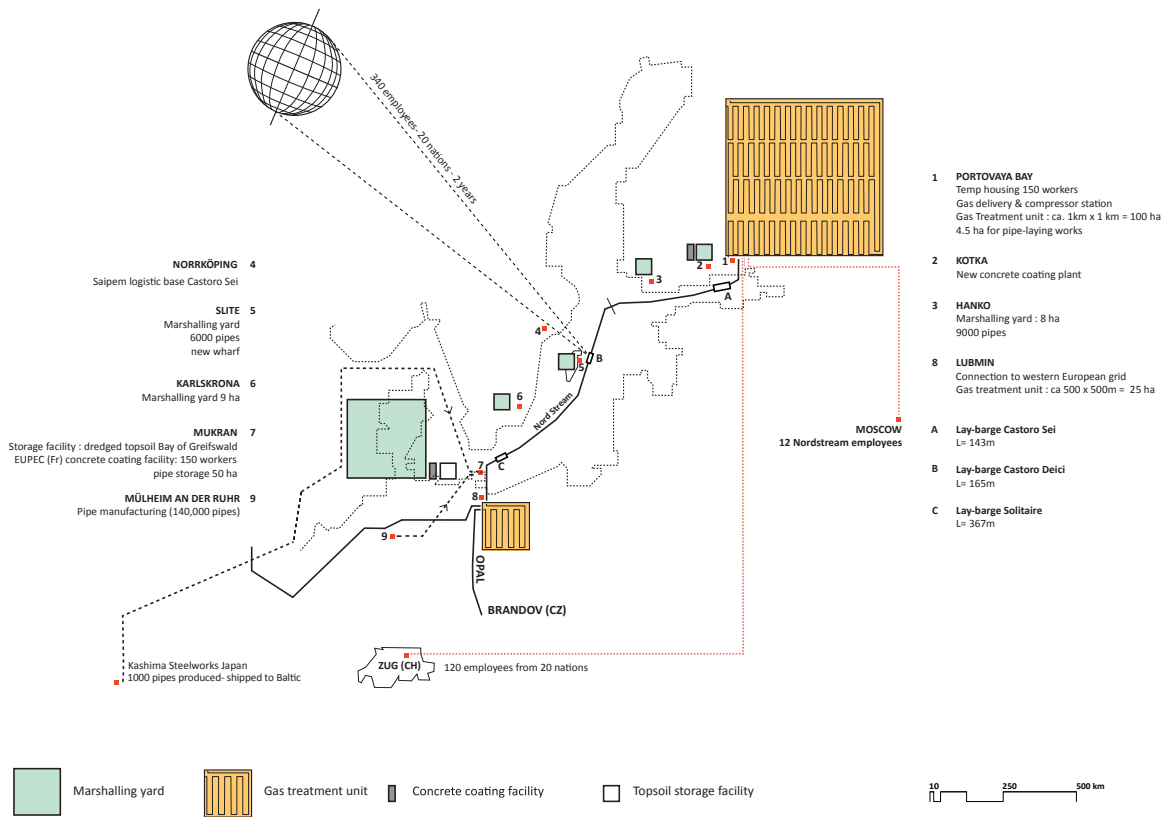 340 employees- 20 nations - 2 years
NORRKÖPING 4
Saipem logistic base Castoro Sei
SLITE 5
Marshalling yard
6000 pipes
new wharf
KARLSKRONA 6
Marshalling yard 9 ha
MUKRAN 7
Storage facility : dredged topsoil Bay of Greifswald
EUPEC (Fr) concrete coating facility: 150 workers
pipe storage 50 ha
MÜLHEIM AN DER RUHR 9
Pipe manufacturing (140,000 pipes)
1
2
3
A
4
5
B
6
Nord Stream
C
7
8
9
OPAL
BRANDOV (CZ)
MOSCOW
12 Nordstream employees
Kashima Steelworks Japan
1000 pipes produced- shipped to Baltic
ZUG (CH)
120 employees from 20 nations
1 PORTOVAYA BAY
Temp housing 150 workers
Gas delivery & compressor station
Gas Treatment unit : ca. 1km x 1 km = 100 ha
4.5 ha for pipe-laying works
2 KOTKA
New concrete coating plant
3 HANKO
Marshalling yard : 8 ha
9000 pipes
8 LUBMIN
Connection to western European grid
Gas treatment unit : ca 500 x 500m = 25 ha
A Lay-barge Castoro Sei
L= 143m
B Lay-barge Castoro Deici
L= 165m
C Lay-barge Solitaire
L= 367m
Marshalling yard
Gas treatment unit
Concrete coating facility
Topsoil storage facility
10 250 500 km